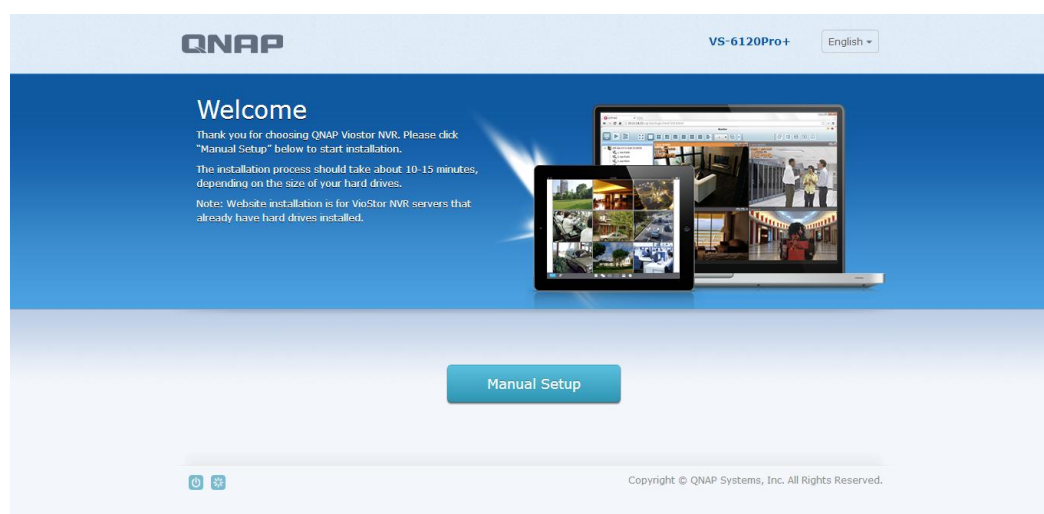 QNAP
VS-6120Pro+
English
Welcome
Thank you for choosing QNAP Viostor NVR. Please click
"Manual Setup" below to start installation.
The installation process should take about 10-15 minutes,
depending on the size of your hard drives.
Note: Website installation is for VioStor NVR servers that
already have hard drives installed.
Manual Setup
Copyright © QNAP Systems, Inc. All Rights Reserved.